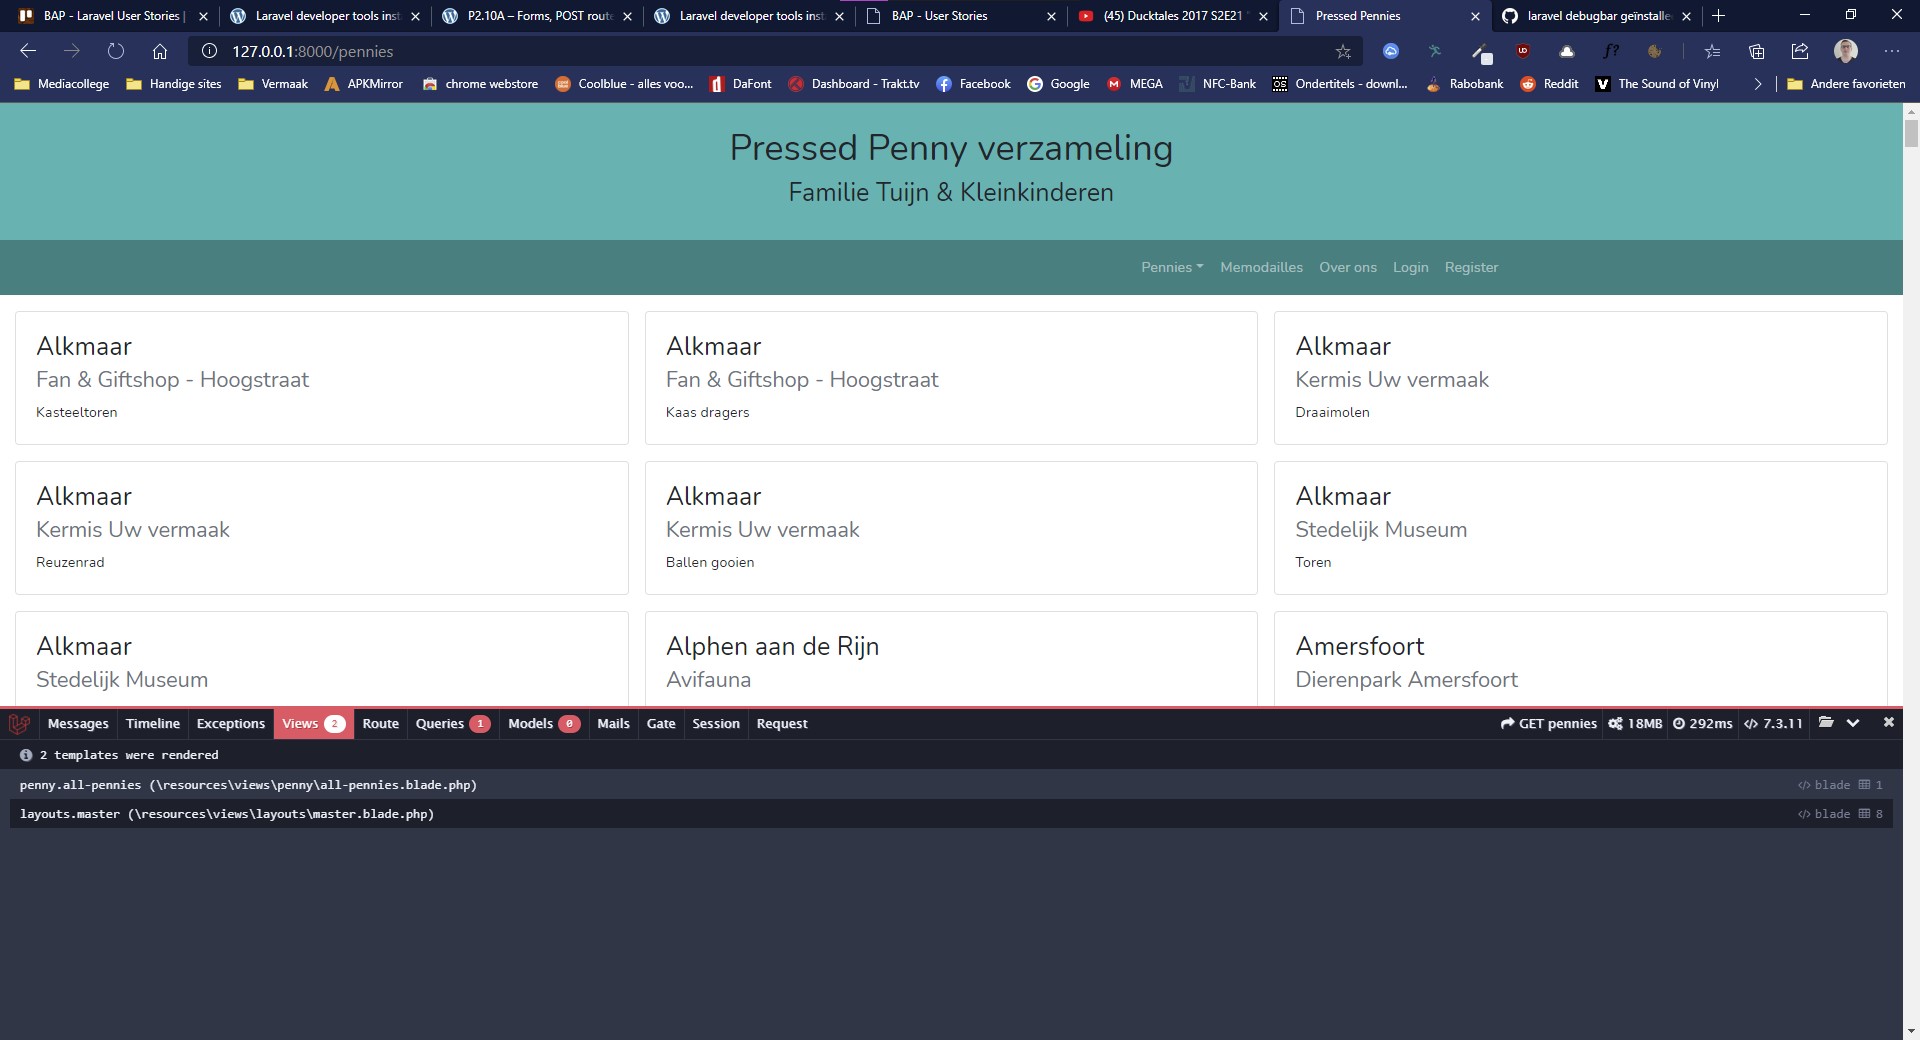 BAP - Laravel User Stories |
Laravel developer tools inst
P2.10A – Forms, POST rout
Laravel developer tools inst
BAP - User Stories
(45) Ducktales 2017 S2E21 "
Pressed Pennies
laravel debugbar geïnstalle
127.0.0.1:8000/pennies
Mediacollege
Handige sites
Vermaak
APKMirror
chrome webstore
Coolblue - alles voo...
DaFont
Dashboard - Trakt.tv
Facebook
Google
MEGA
NFC-Bank
Ondertitels - downl...
Rabobank
Reddit
The Sound of Vinyl
Andere favorieten
Pressed Penny verzameling
Familie Tuijn & Kleinkinderen
Pennies
Memodailles
Over ons
Login
Register
Alkmaar
Fan & Giftshop - Hoogstraat
Kasteeltoren
Alkmaar
Fan & Giftshop - Hoogstraat
Kaas dragers
Alkmaar
Kermis Uw vermaak
Draaimolen
Alkmaar
Kermis Uw vermaak
Reuzenrad
Alkmaar
Kermis Uw vermaak
Ballen gooien
Alkmaar
Stedelijk Museum
Toren
Alkmaar
Stedelijk Museum
Alphen aan de Rijn
Avifauna
Amersfoort
Dierenpark Amersfoort
Messages
Timeline
Exceptions
Views 2
Route
Queries 1
Models 0
Mails
Gate
Session
Request
GET pennies
18MB
292ms
7.3.11
2 templates were rendered
penny.all-pennies (\resources\views\penny\all-pennies.blade.php)
blade 1
layouts.master (\resources\views\layouts\master.blade.php)
blade 8